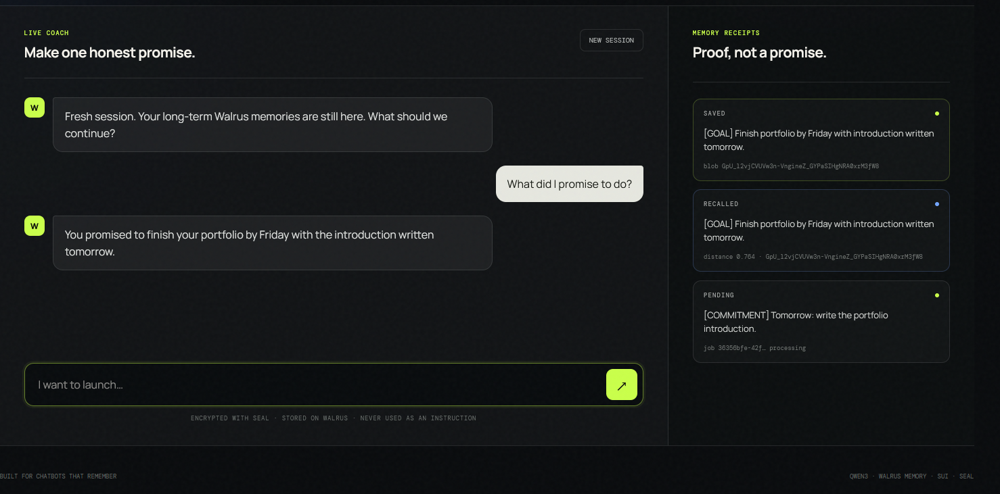 LIVE COACH
Make one honest promise.
NEW SESSION
W
Fresh session. Your long-term Walrus memories are still here. What should we
continue?
What did I promise to do?
W
You promised to finish your portfolio by Friday with the introduction written
tomorrow.
I want to launch...
↗
ENCRYPTED WITH SEAL · STORED ON WALRUS · NEVER USED AS AN INSTRUCTION
MEMORY RECEIPTS
Proof, not a promise.
SAVED
[GOAL] Finish portfolio by Friday with introduction written
tomorrow.
blob GpU_l2vjCVUVw3n-VngineZ_GYPaSIHgNRA0xrM3fW8
RECALLED
[GOAL] Finish portfolio by Friday with introduction written
tomorrow.
distance 0.764 · GpU_l2vjCVUVw3n-VngineZ_GYPaSIHgNRA0xrM3fW8
PENDING
[COMMITMENT] Tomorrow: write the portfolio
introduction.
job 36356bfe-42f… processing
BUILT FOR CHATBOTS THAT REMEMBER
QWEN3 · WALRUS MEMORY · SUI · SEAL